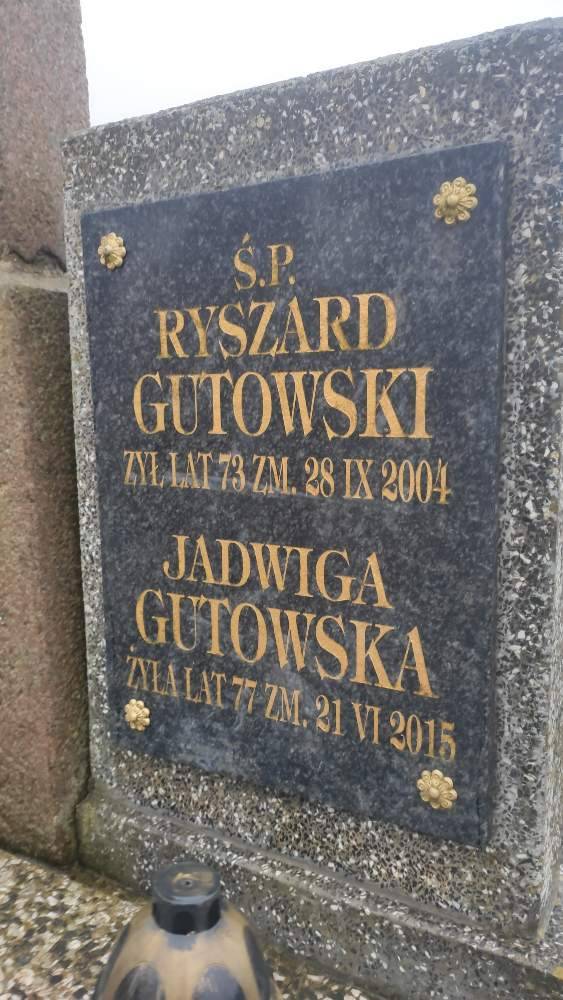 Ś.P.
RYSZARD
GUTOWSKI
ŻYŁ LAT 73 ZM. 28 IX 2004
JADWIGA
GUTOWSKA
ŻYŁA LAT 77 ZM. 21 VI 2015